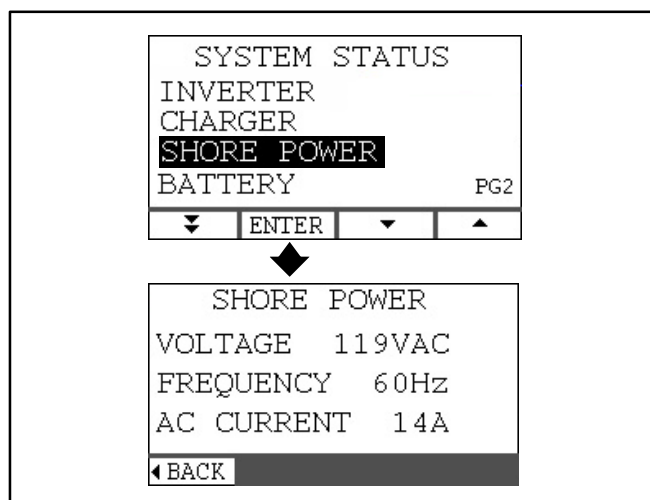 SYSTEM STATUS
INVERTER
CHARGER
SHORE POWER
BATTERY PG2
ENTER
SHORE POWER
VOLTAGE 119VAC
FREQUENCY 60Hz
AC CURRENT 14A
BACK